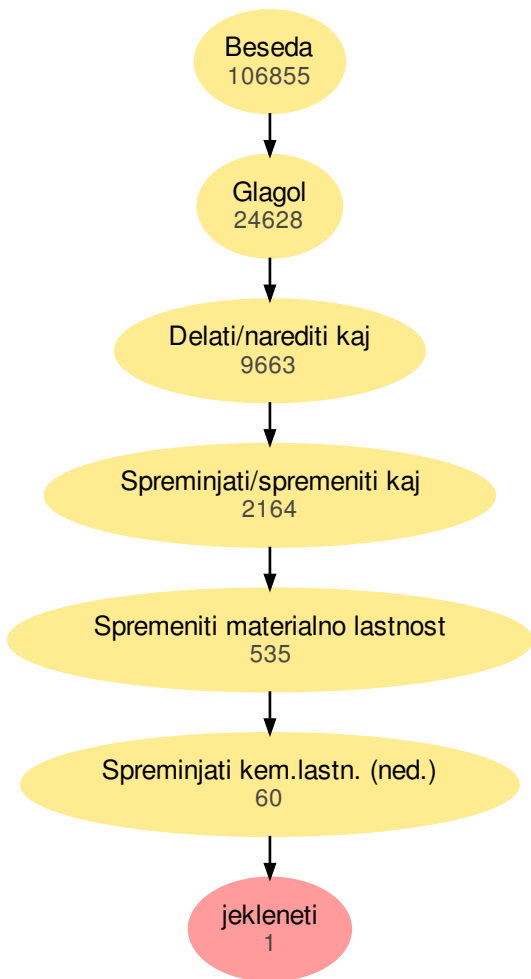 Beseda
106855
Glagol
24628
Delati/narediti kaj
9663
Spreminjati/spremeniti kaj
2164
Spremeniti materialno lastnost
535
Spreminjati kem.lastn. (ned.)
60
jekleneti
1